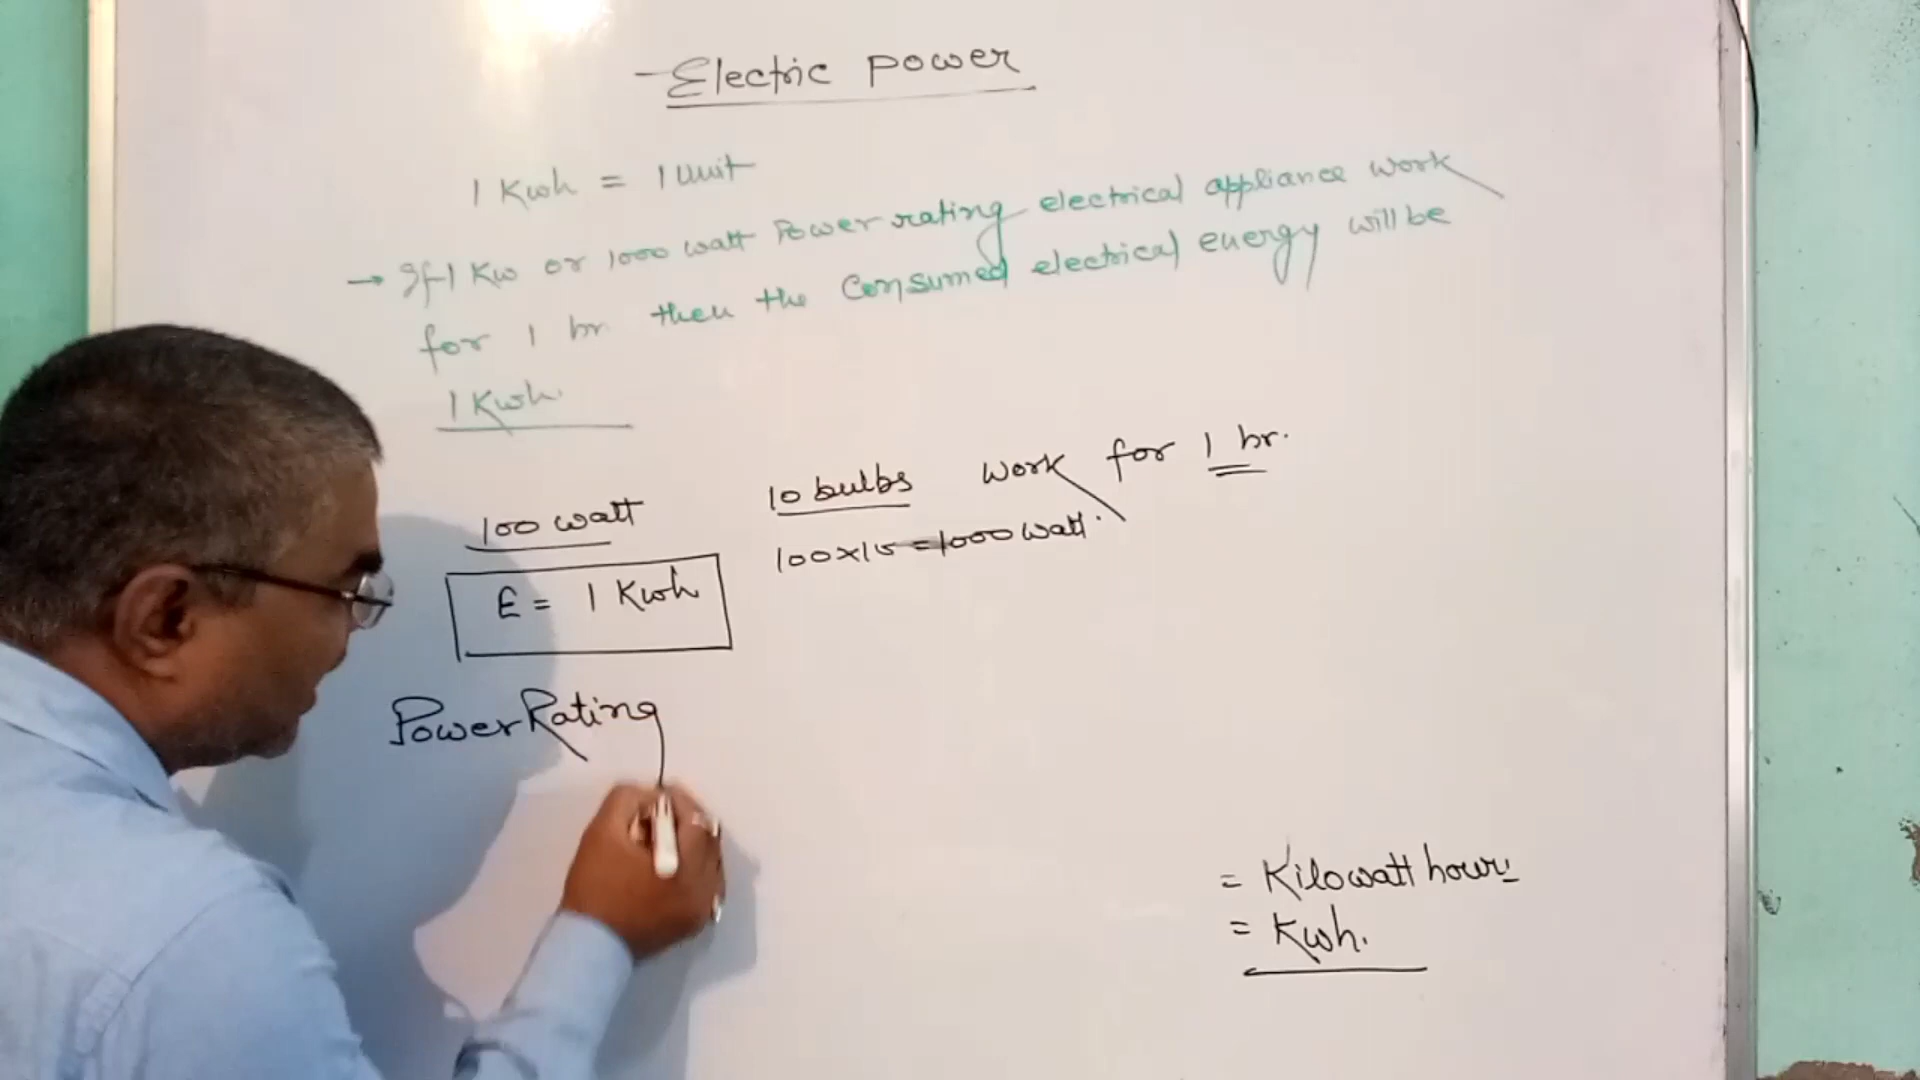 Electric power
1 Kwh = 1 Unit
→ If 1 Kw or 1000 watt Power rating electrical appliance work
for 1 hr then the consumed electrical energy will be
1 Kwh.
100 watt 10 bulbs work for 1 hr.
100x10 = 1000 watt.
E = 1 Kwh
Power Rating
= Kilowatt hour
= Kwh.